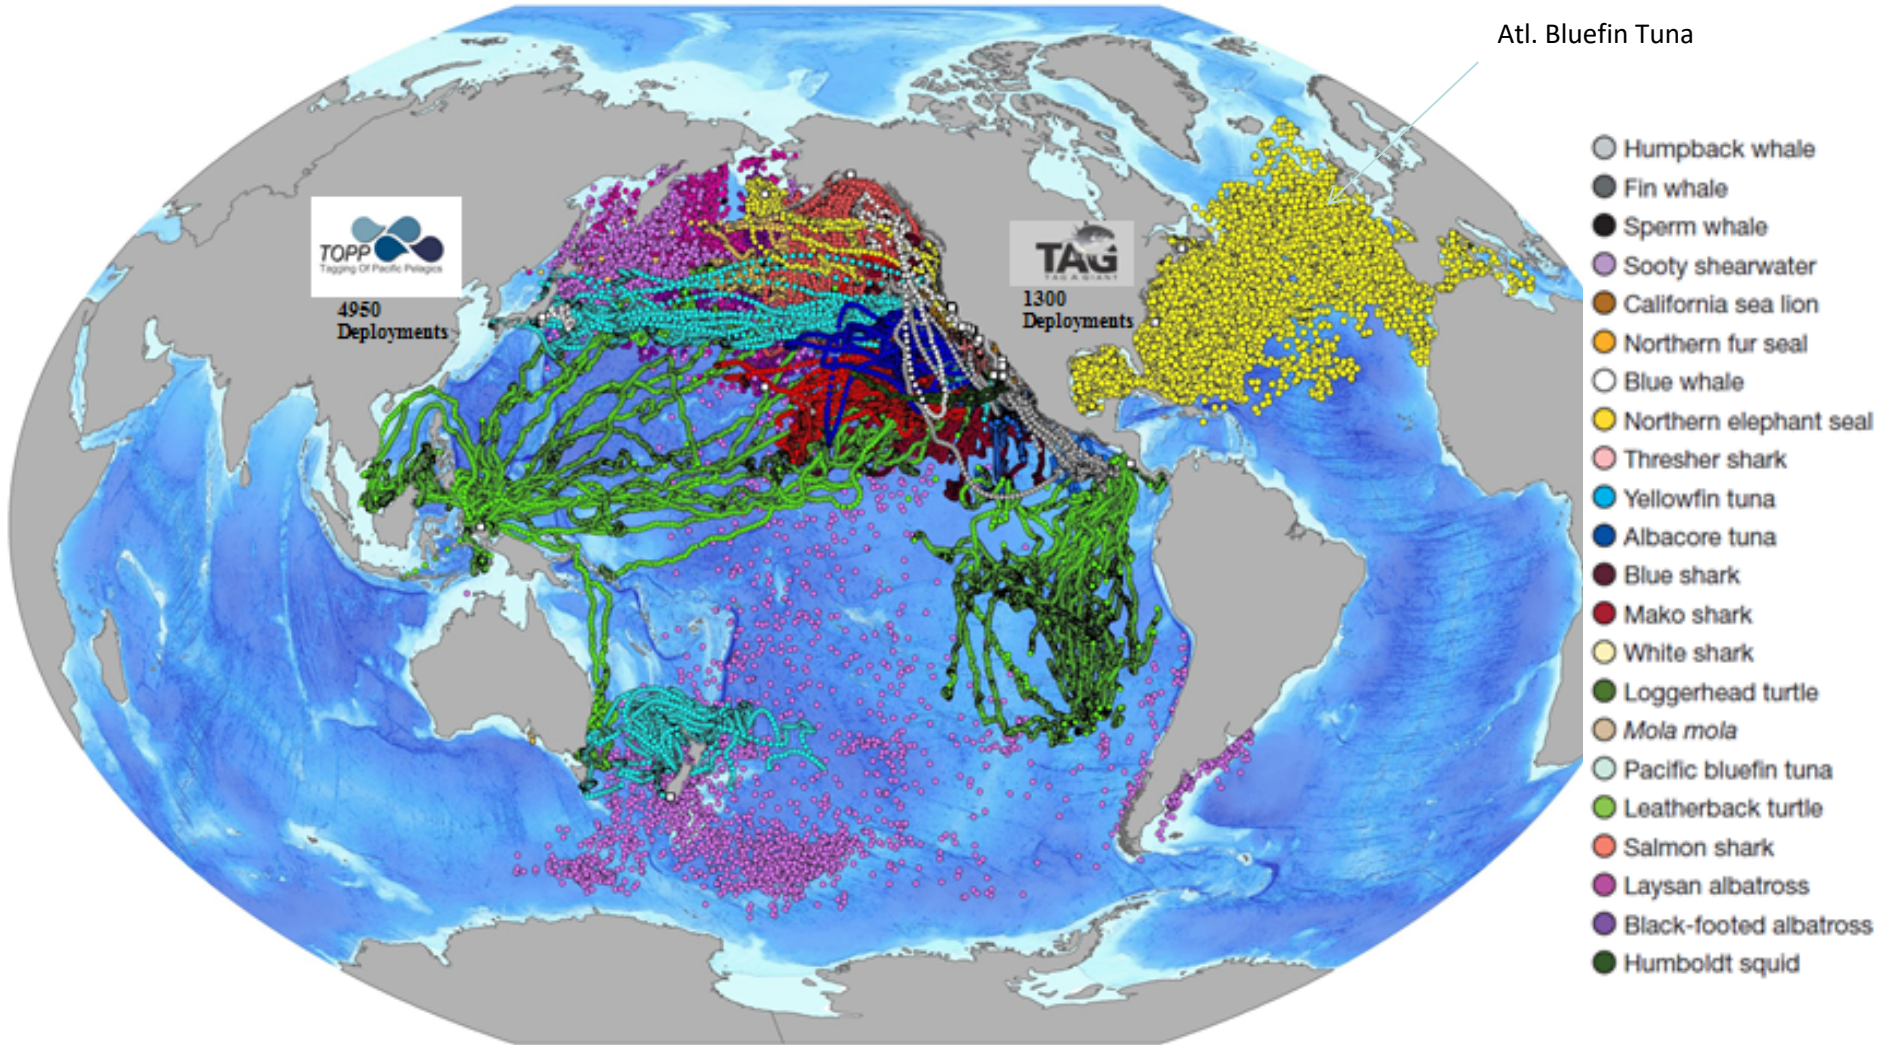 Atl. Bluefin Tuna
TOPP
Tagging Of Pacific Pelagics
4950
Deployments
TAG
TAG A GIANT
1300
Deployments
Humpback whale
Fin whale
Sperm whale
Sooty shearwater
California sea lion
Northern fur seal
Blue whale
Northern elephant seal
Thresher shark
Yellowfin tuna
Albacore tuna
Blue shark
Mako shark
White shark
Loggerhead turtle
Mola mola
Pacific bluefin tuna
Leatherback turtle
Salmon shark
Laysan albatross
Black-footed albatross
Humboldt squid